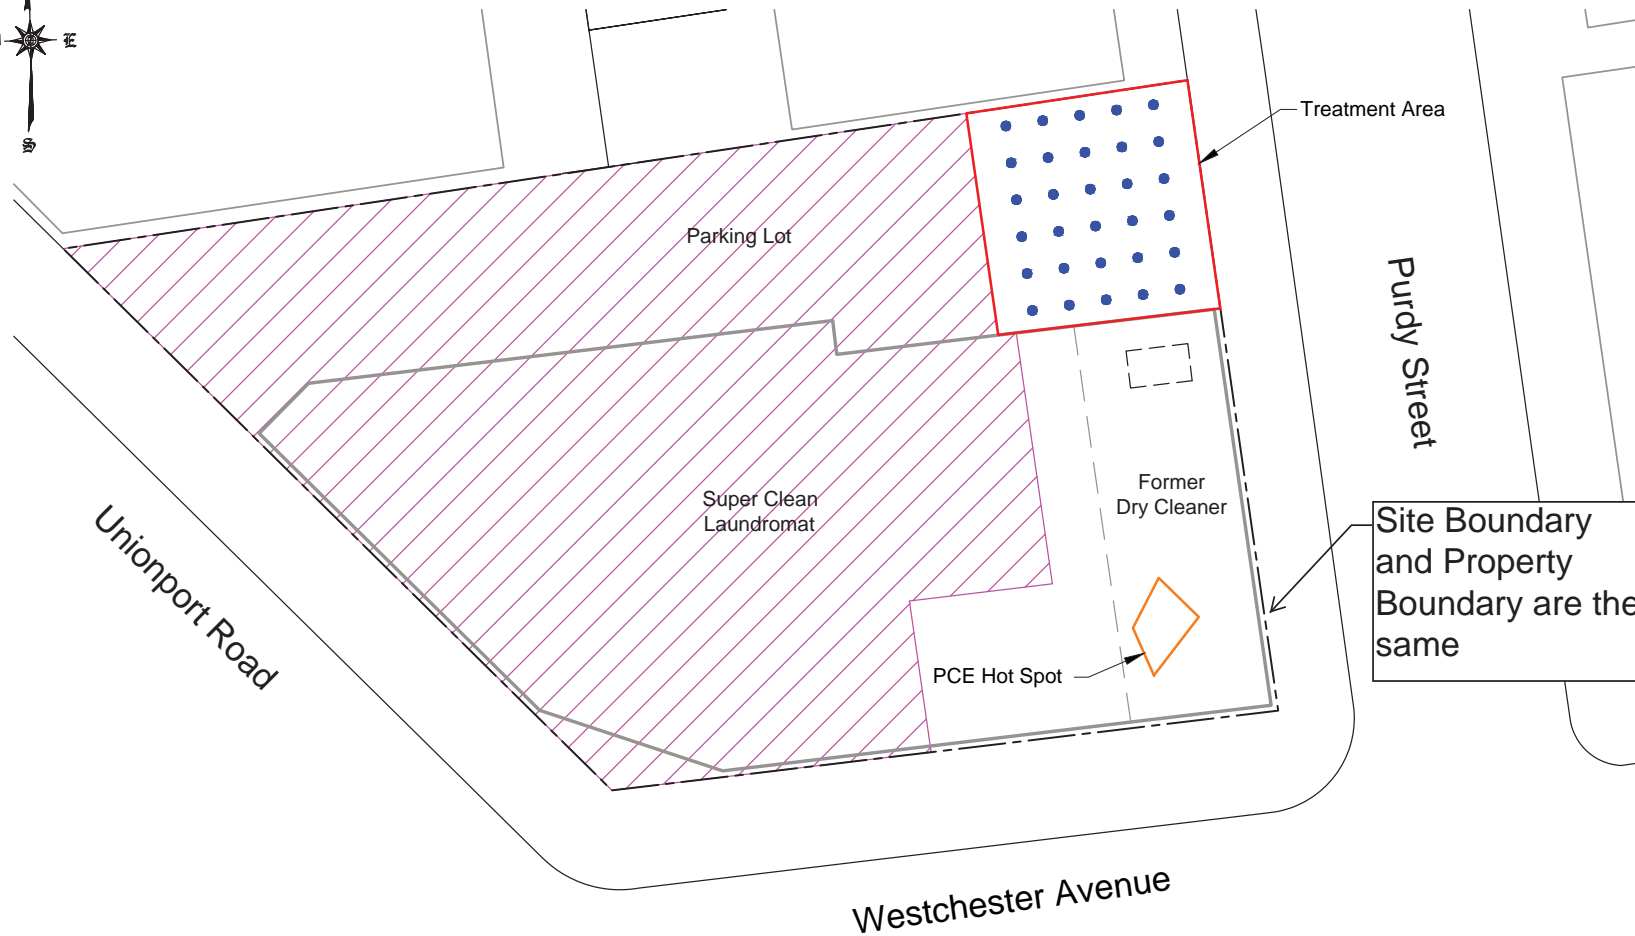 E
S
Treatment Area
Parking Lot
Purdy Street
Super Clean
Laundromat
Former
Dry Cleaner
Site Boundary
and Property
Boundary are the
same
Unionport Road
PCE Hot Spot
Westchester Avenue